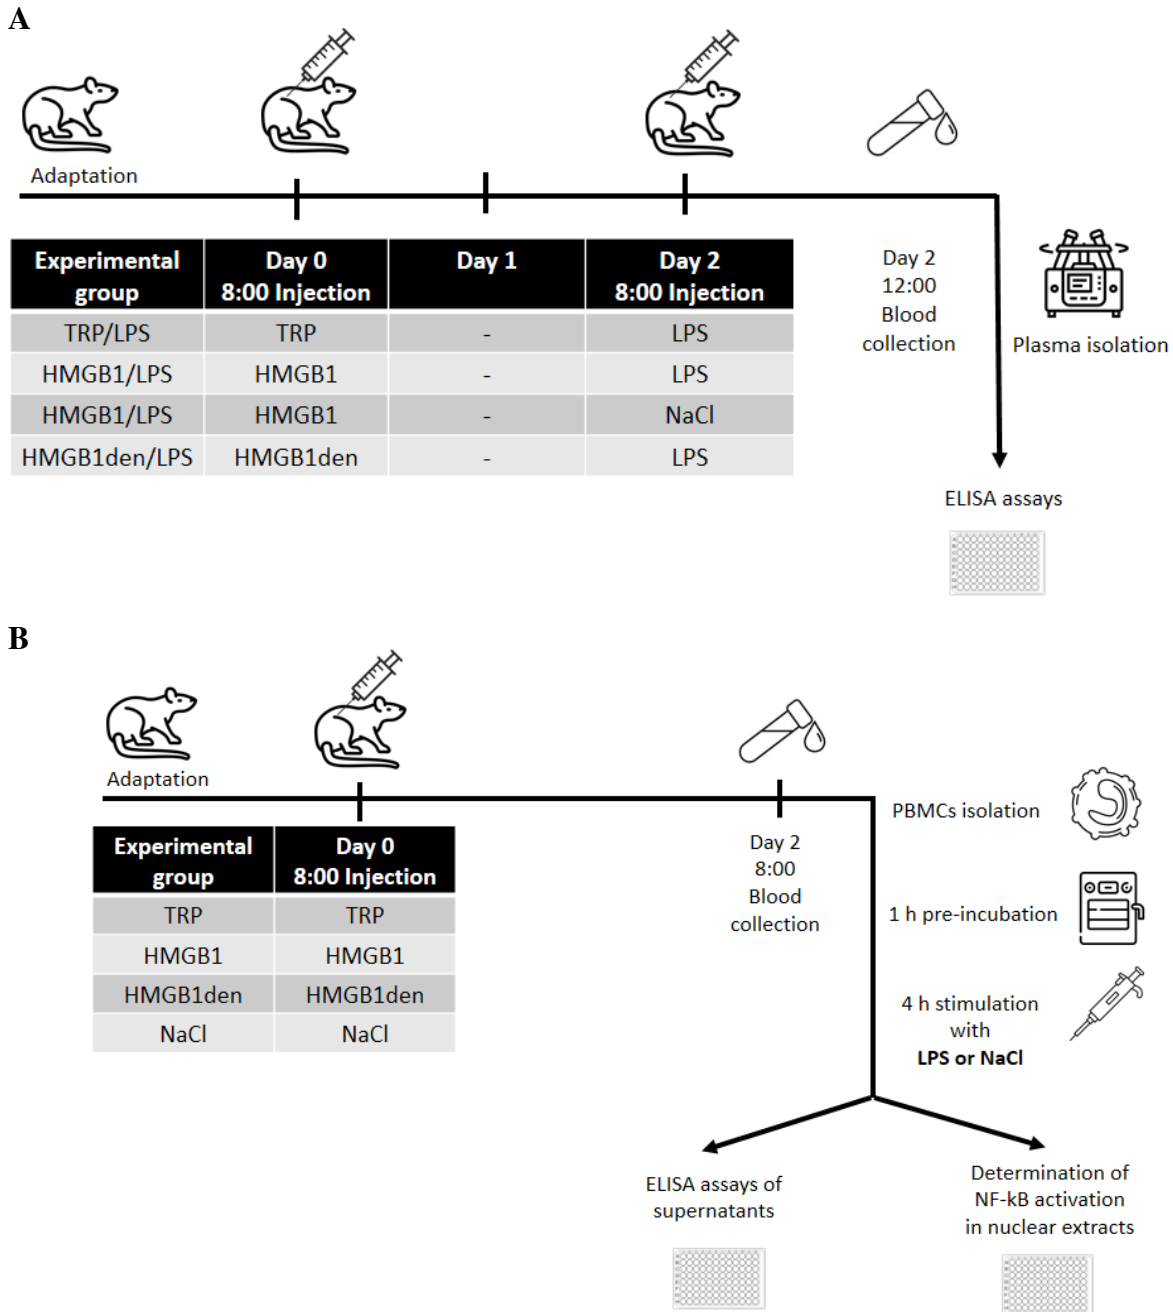 A
Adaptation
Experimental group Day 0 8:00 Injection Day 1 Day 2 8:00 Injection
TRP/LPS TRP - LPS
HMGB1/LPS HMGB1 - LPS
HMGB1/LPS HMGB1 - NaCl
HMGB1den/LPS HMGB1den - LPS
Day 2
12:00
Blood
collection
Plasma isolation
ELISA assays
B
Adaptation
Experimental group Day 0 8:00 Injection
TRP TRP
HMGB1 HMGB1
HMGB1den HMGB1den
NaCl NaCl
Day 2
8:00
Blood
collection
PBMCs isolation
1 h pre-incubation
4 h stimulation
with
LPS or NaCl
ELISA assays of
supernatants
Determination of
NF-kB activation
in nuclear extracts